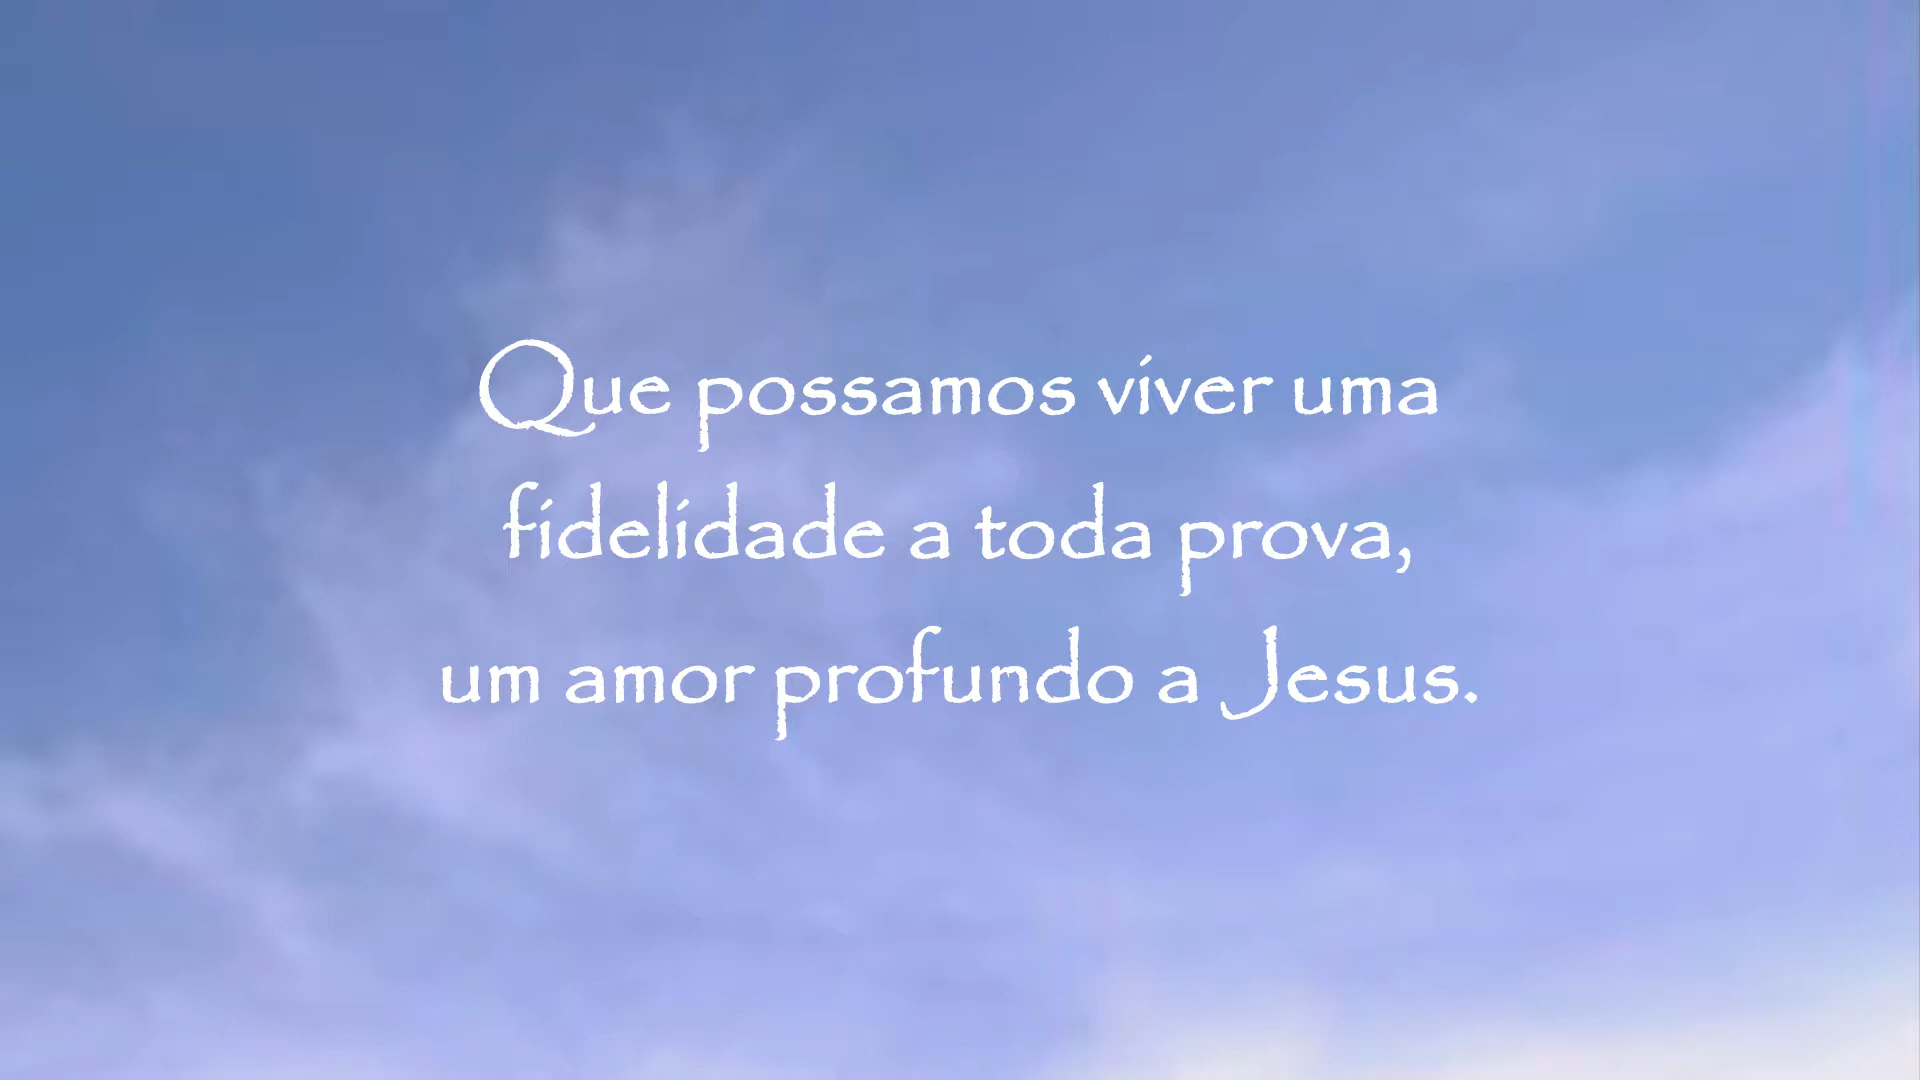 Que possamos viver uma
fidelidade a toda prova,
um amor profundo a Jesus.